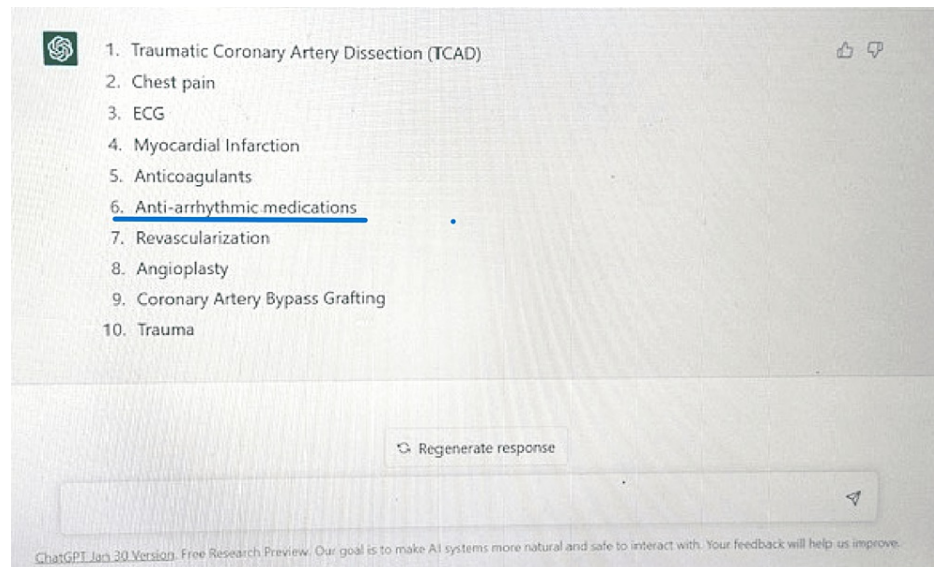 1. Traumatic Coronary Artery Dissection (TCAD)
2. Chest pain
3. ECG
4. Myocardial Infarction
5. Anticoagulants
6. Anti-arrhythmic medications
7. Revascularization
8. Angioplasty
9. Coronary Artery Bypass Grafting
10. Trauma
Regenerate response
ChatGPT Jan 30 Version. Free Research Preview. Our goal is to make AI systems more natural and safe to interact with. Your feedback will help us improve.